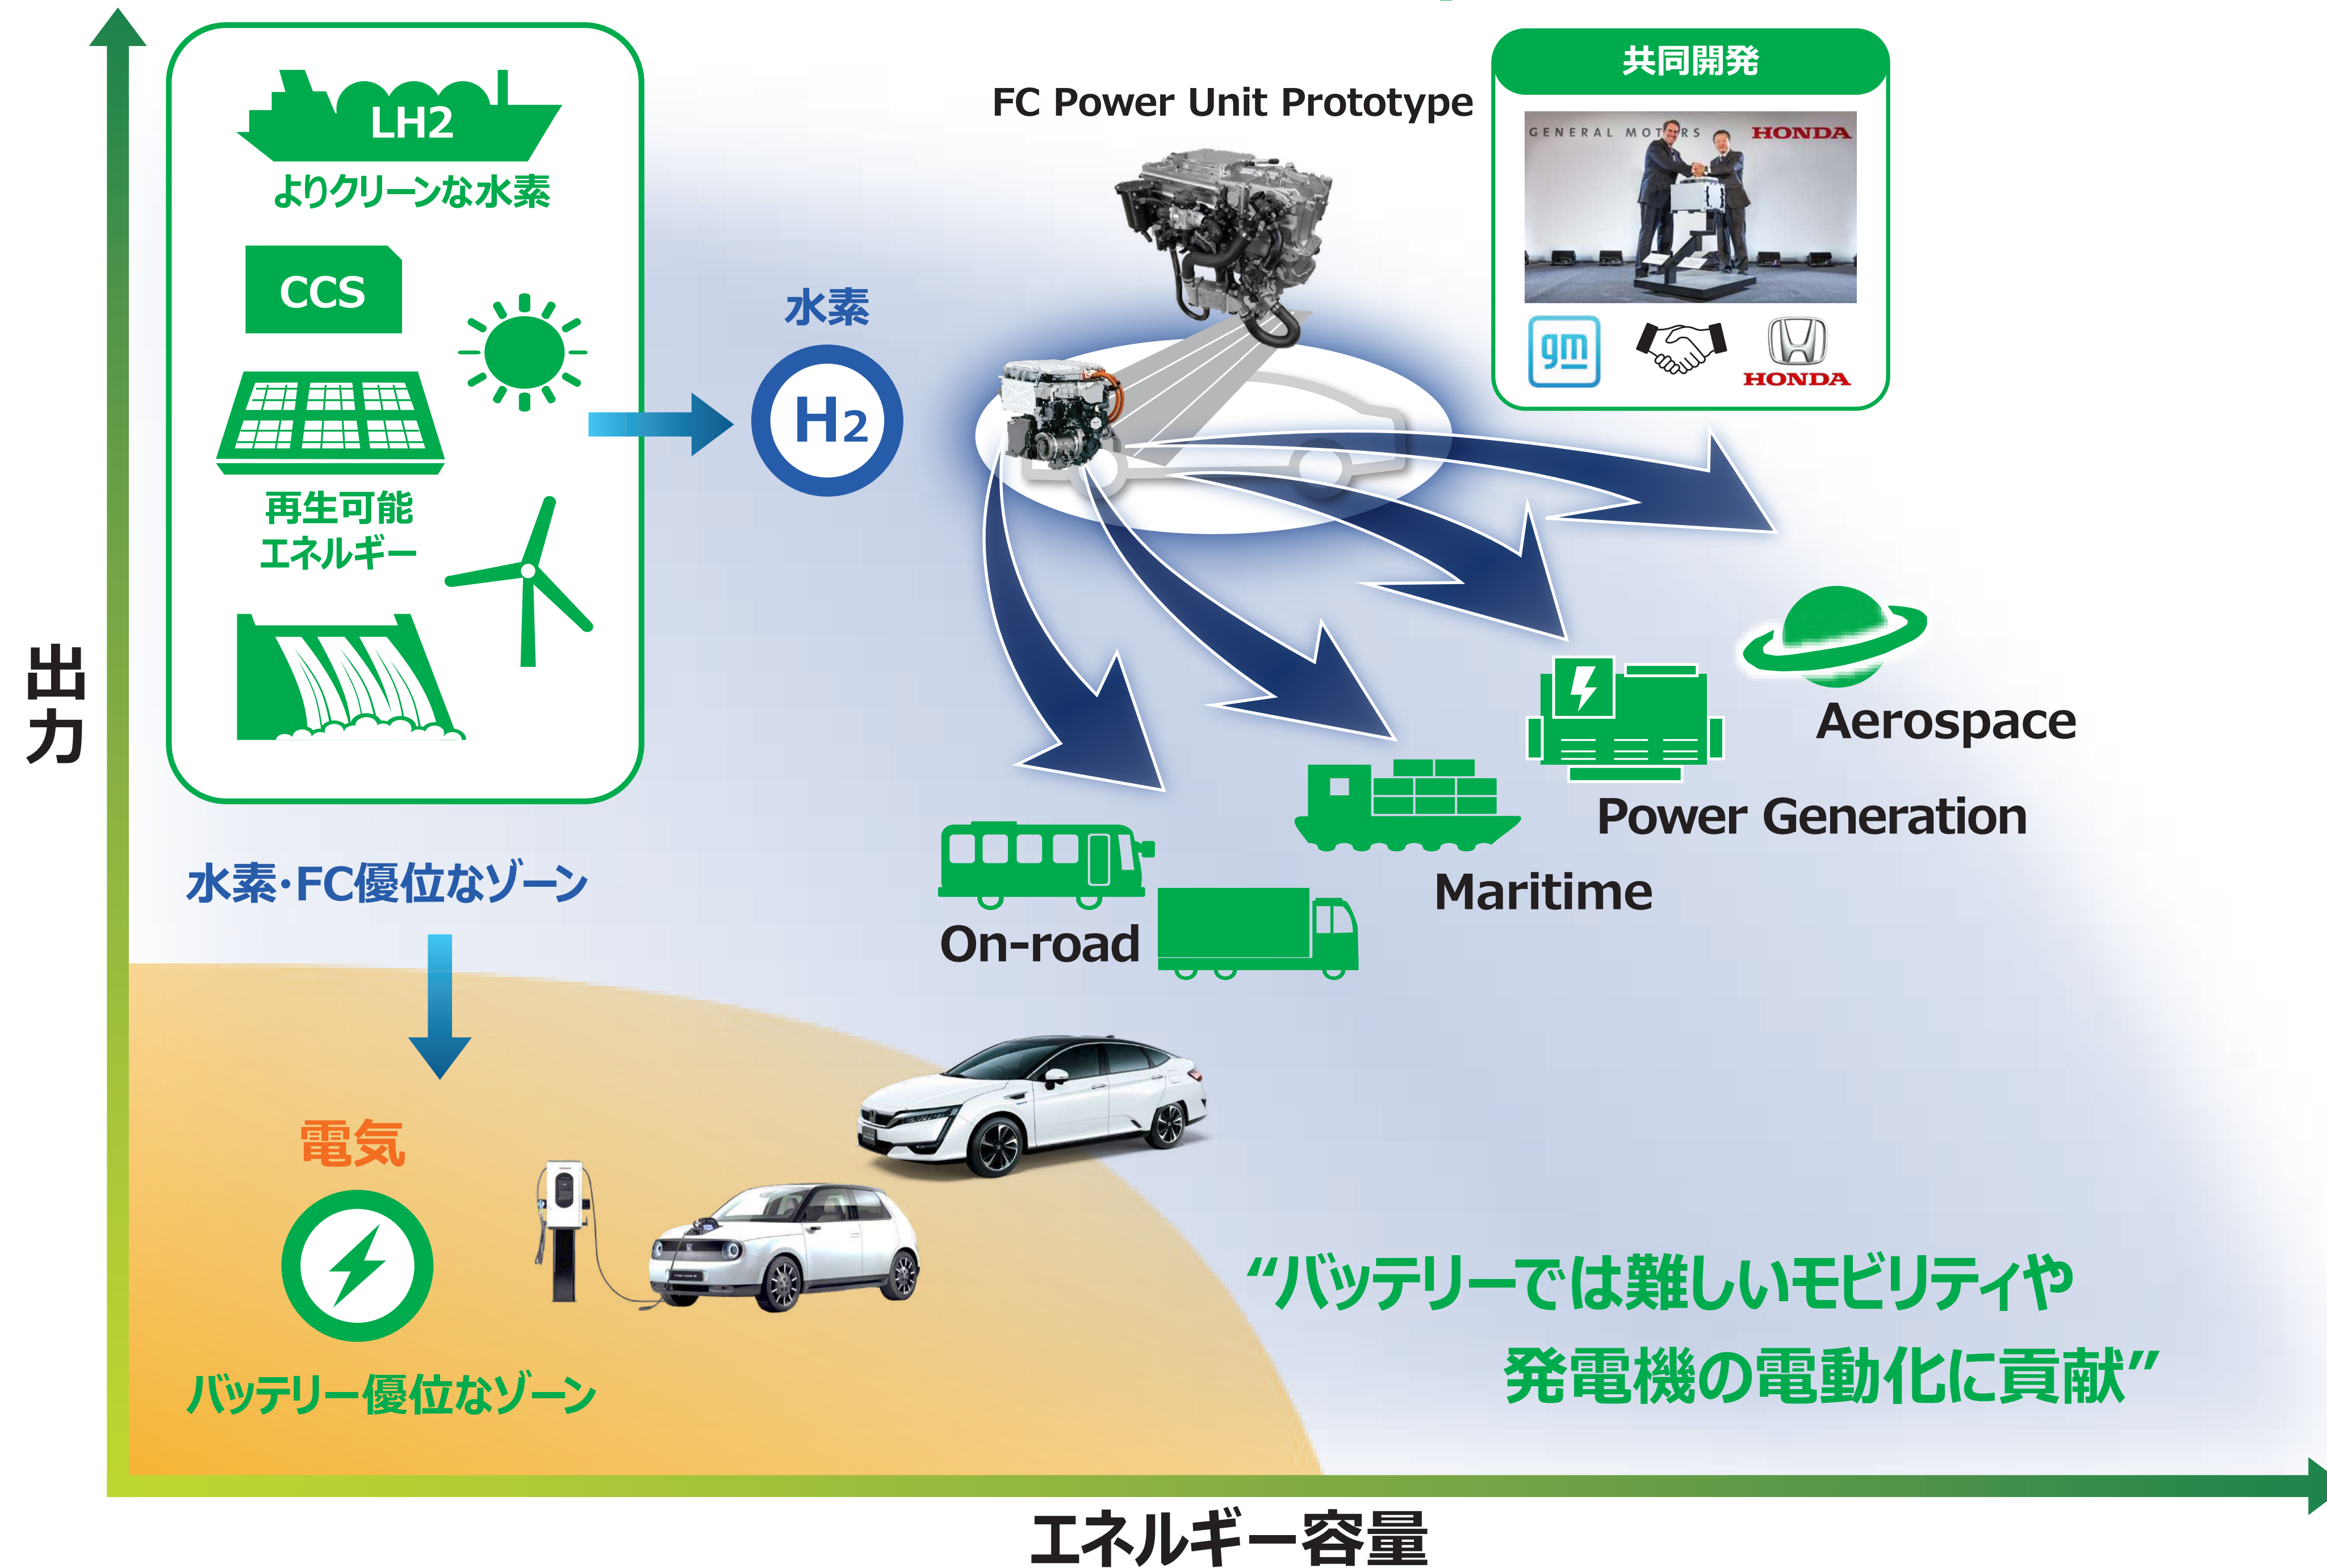 LH2
よりクリーンな水素
CCS
再生可能
エネルギー
水素
H2
FC Power Unit Prototype
共同開発
GENERAL MOTORS
HONDA
gm
HONDA
出力
水素・FC優位なゾーン
On-road
Maritime
Power Generation
Aerospace
電気
バッテリー優位なゾーン
“バッテリーでは難しいモビリティや
発電機の電動化に貢献”
エネルギー容量